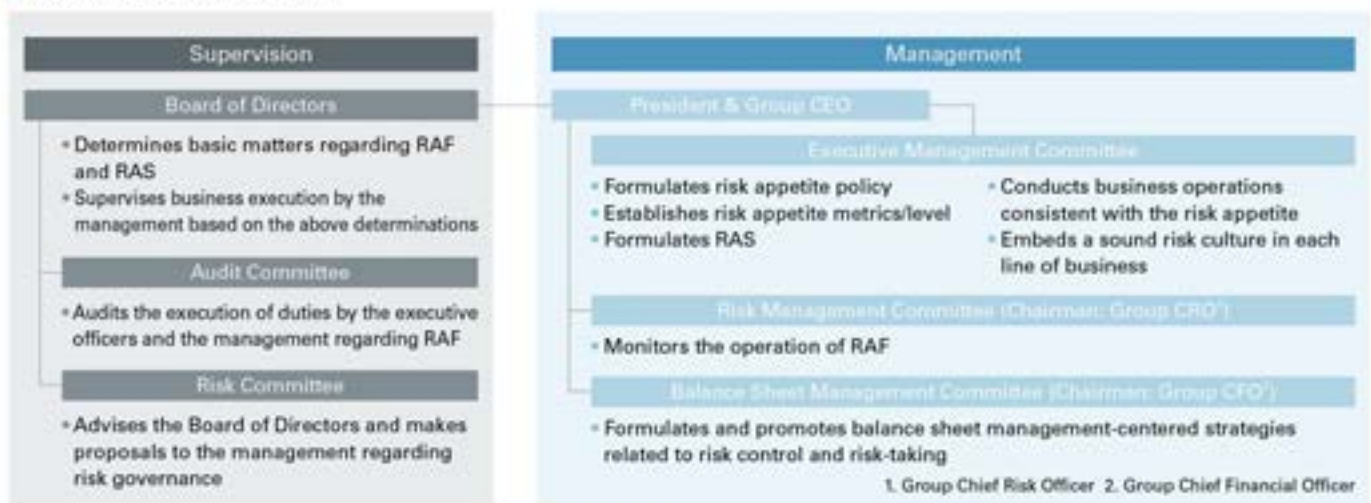 Supervision
Board of Directors
• Determines basic matters regarding RAF
and RAS
• Supervises business execution by the
management based on the above determinations
Audit Committee
• Audits the execution of duties by the executive
officers and the management regarding RAF
Risk Committee
• Advises the Board of Directors and makes
proposals to the management regarding
risk governance
Management
President & Group CEO
Executive Management Committee
• Formulates risk appetite policy
• Establishes risk appetite metrics/level
• Formulates RAS
• Conducts business operations
consistent with the risk appetite
• Embeds a sound risk culture in each
line of business
Risk Management Committee (Chairman: Group CRO¹)
• Monitors the operation of RAF
Balance Sheet Management Committee (Chairman: Group CFO²)
• Formulates and promotes balance sheet management-centered strategies
related to risk control and risk-taking
1. Group Chief Risk Officer 2. Group Chief Financial Officer